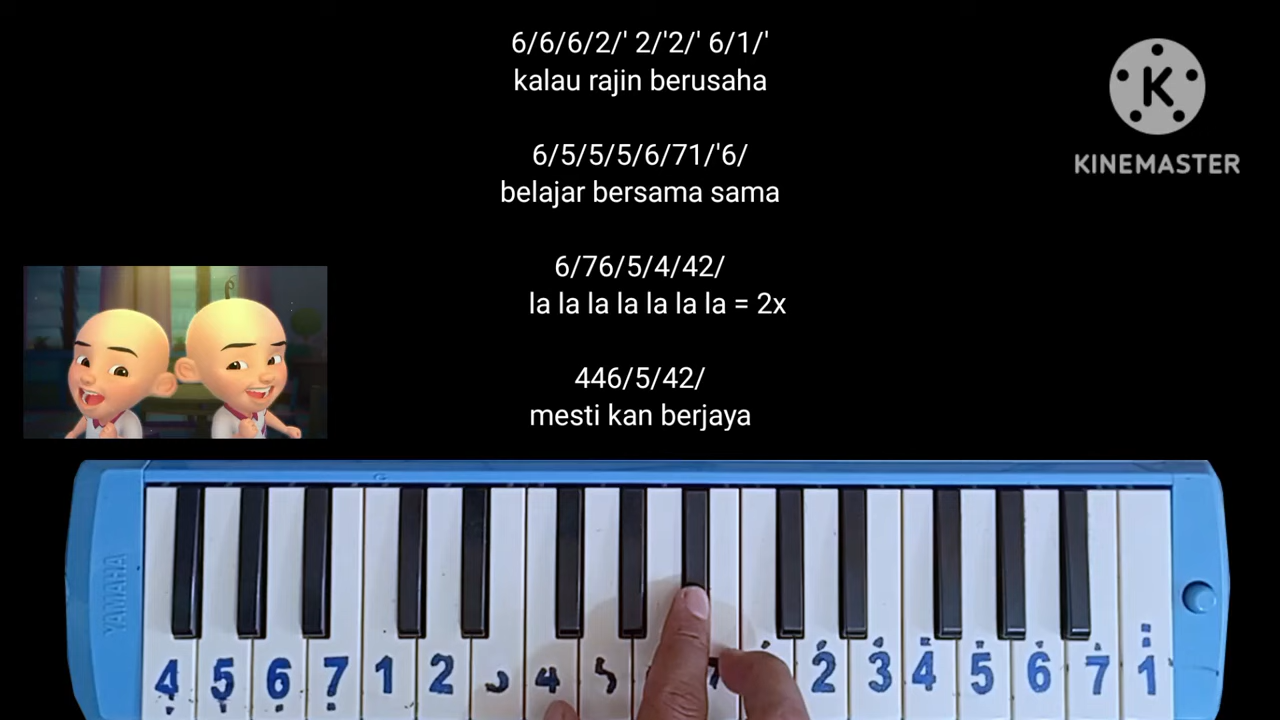 6/6/6/2/' 2/'2/' 6/1/'
kalau rajin berusaha
KINEMASTER
6/5/5/5/6/71/'6/
belajar bersama sama
6/76/5/4/42/
la la la la la la la = 2x
446/5/42/
mesti kan berjaya
YAMAHA
4 5 6 7 1 2 4 5 7 2 3 4 5 6 7 1